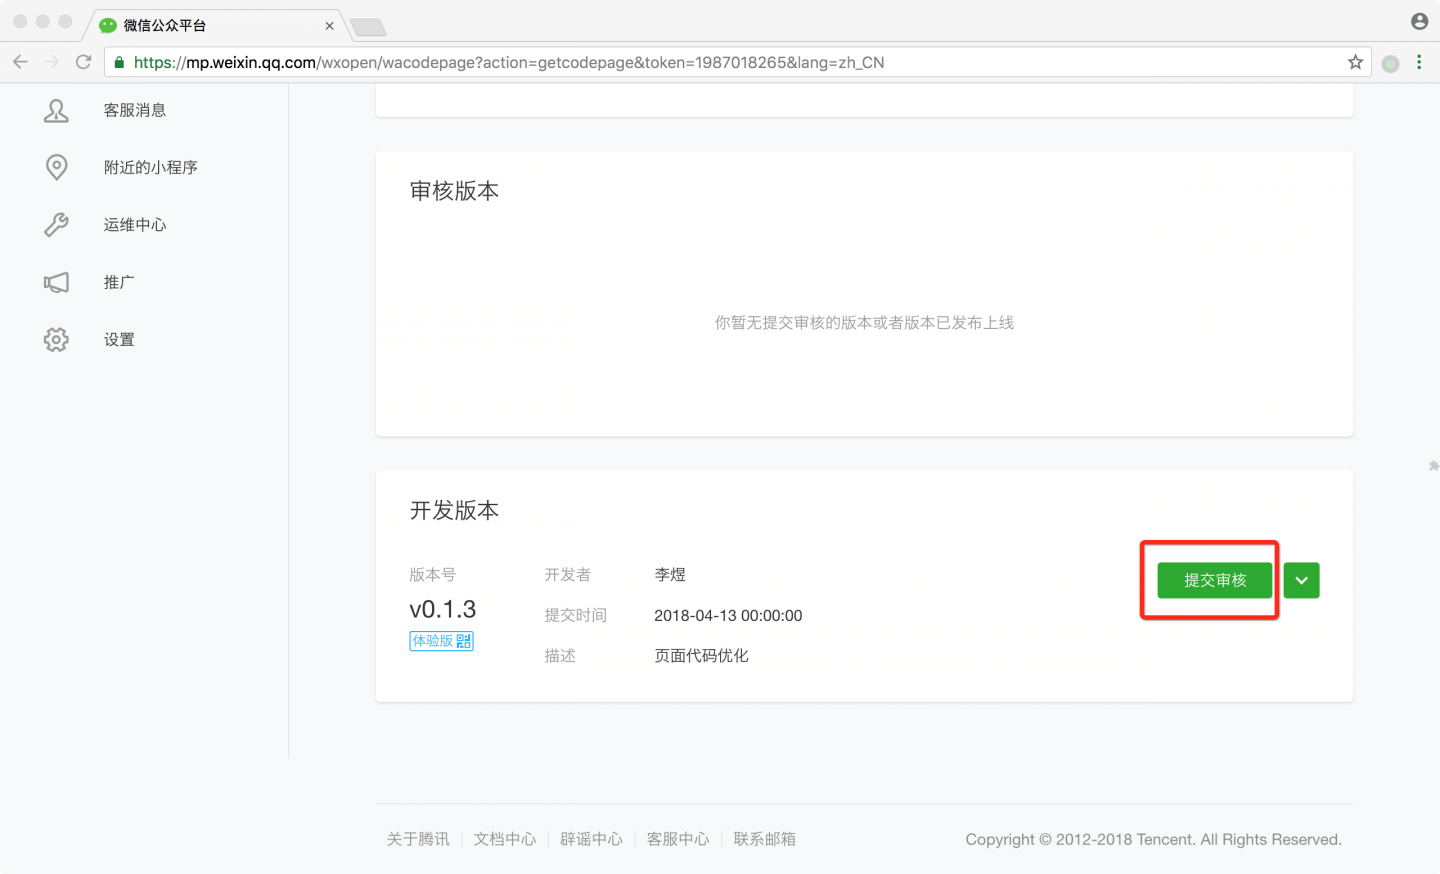 微信公众平台
https://mp.weixin.qq.com/wxopen/wacodepage?action=getcodepage&token=1987018265&lang=zh_CN
客服消息
附近的小程序
运维中心
推广
设置
审核版本
你暂无提交审核的版本或者版本已发布上线
开发版本
版本号
v0.1.3
体验版
开发者 李煜
提交时间 2018-04-13 00:00:00
描述 页面代码优化
提交审核
关于腾讯 文档中心 辟谣中心 客服中心 联系邮箱 Copyright © 2012-2018 Tencent. All Rights Reserved.